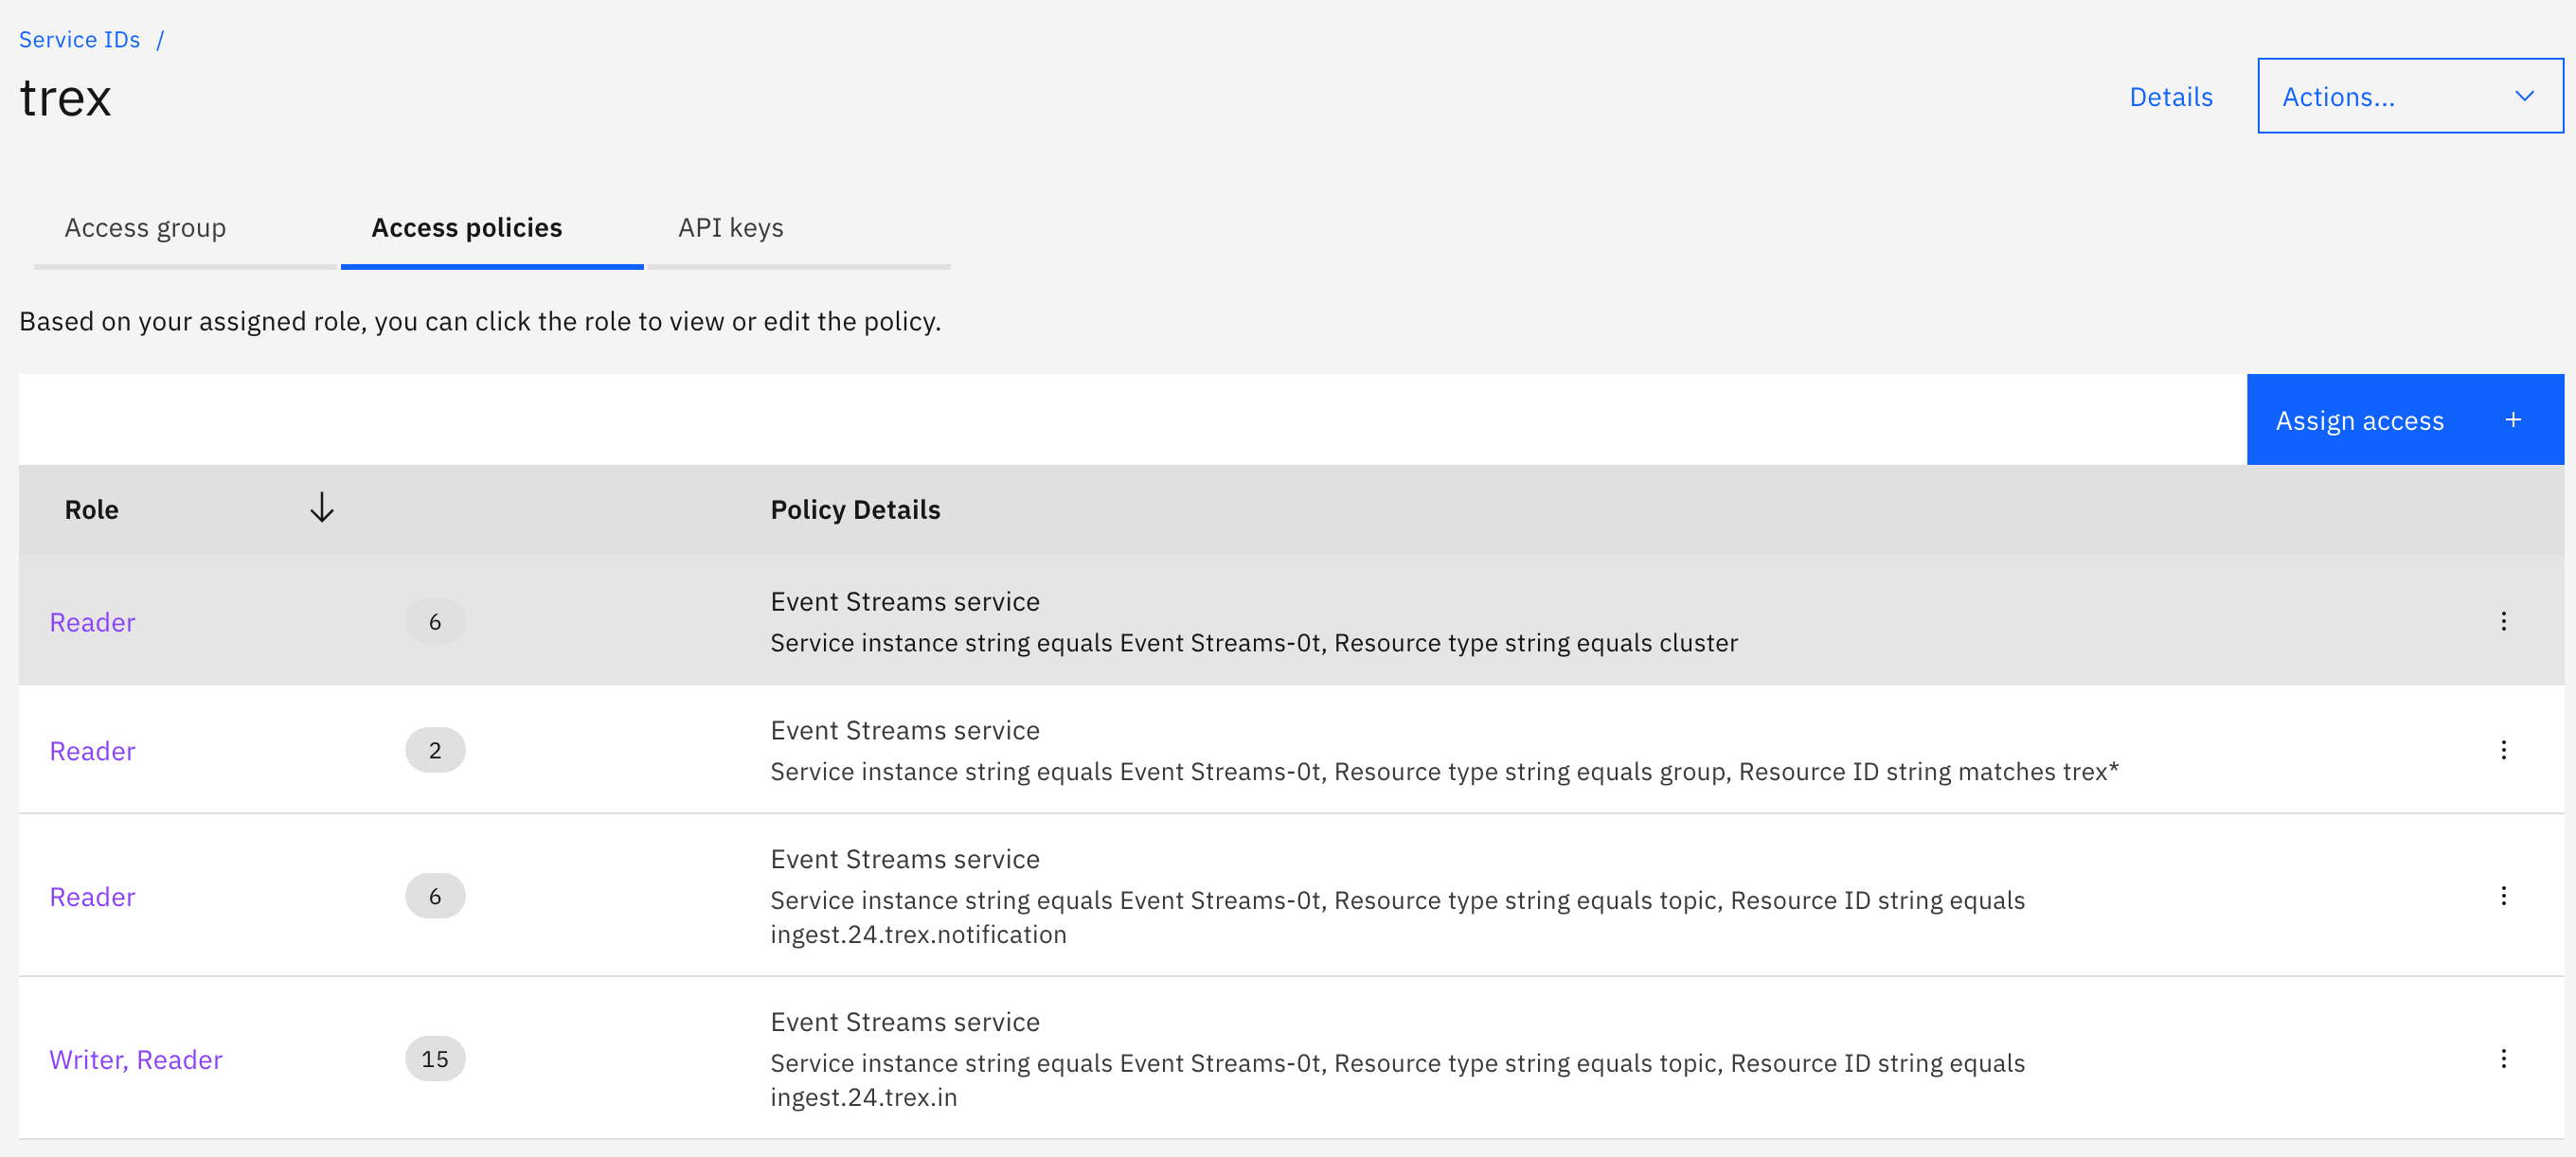 Service IDs /
trex
Details
Actions...
Access group
Access policies
API keys
Based on your assigned role, you can click the role to view or edit the policy.
Assign access +
Role
Policy Details
Reader
6
Event Streams service
Service instance string equals Event Streams-0t, Resource type string equals cluster
Reader
2
Event Streams service
Service instance string equals Event Streams-0t, Resource type string equals group, Resource ID string matches trex*
Reader
6
Event Streams service
Service instance string equals Event Streams-0t, Resource type string equals topic, Resource ID string equals
ingest.24.trex.notification
Writer, Reader
15
Event Streams service
Service instance string equals Event Streams-0t, Resource type string equals topic, Resource ID string equals
ingest.24.trex.in